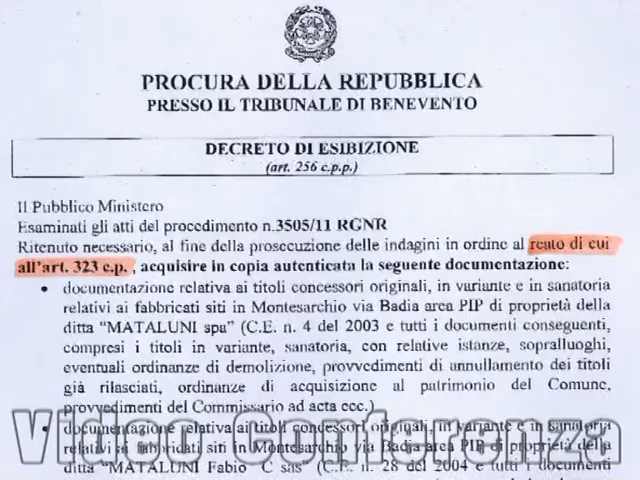 PROCURA DELLA REPUBBLICA
PRESSO IL TRIBUNALE DI BENEVENTO
DECRETO DI ESIBIZIONE
(art. 256 c.p.p.)
Il Pubblico Ministero
Esaminati gli atti del procedimento n.3505/11 RGNR
Ritenuto necessario, al fine della prosecuzione delle indagini in ordine al reato di cui
all'art. 323 c.p. , acquisire in copia autenticata la seguente documentazione:
• documentazione relativa ai titoli concessori originali, in variante e in sanatoria
relativi ai fabbricati siti in Montesarchio via Badia area PIP di proprietà della
ditta "MATALUNI spa" (C.E. n. 4 del 2003 e tutti i documenti conseguenti,
compresi i titoli in variante, sanatoria, con relative istanze, sopralluoghi,
eventuali ordinanze di demolizione, provvedimenti di annullamento dei titoli
già rilasciati, ordinanze di acquisizione al patrimonio del Comune,
provvedimenti del Commissario ad acta ecc.)
• documentazione relativa ai titoli concessori originali, in variante e in sanatoria
relativi ai fabbricati siti in Montesarchio via Badia area PIP di proprietà della
ditta "MATALUNI Fabio C sas" (C.E. n. 28 del 2004 e tutti i documenti
Video Conferenza